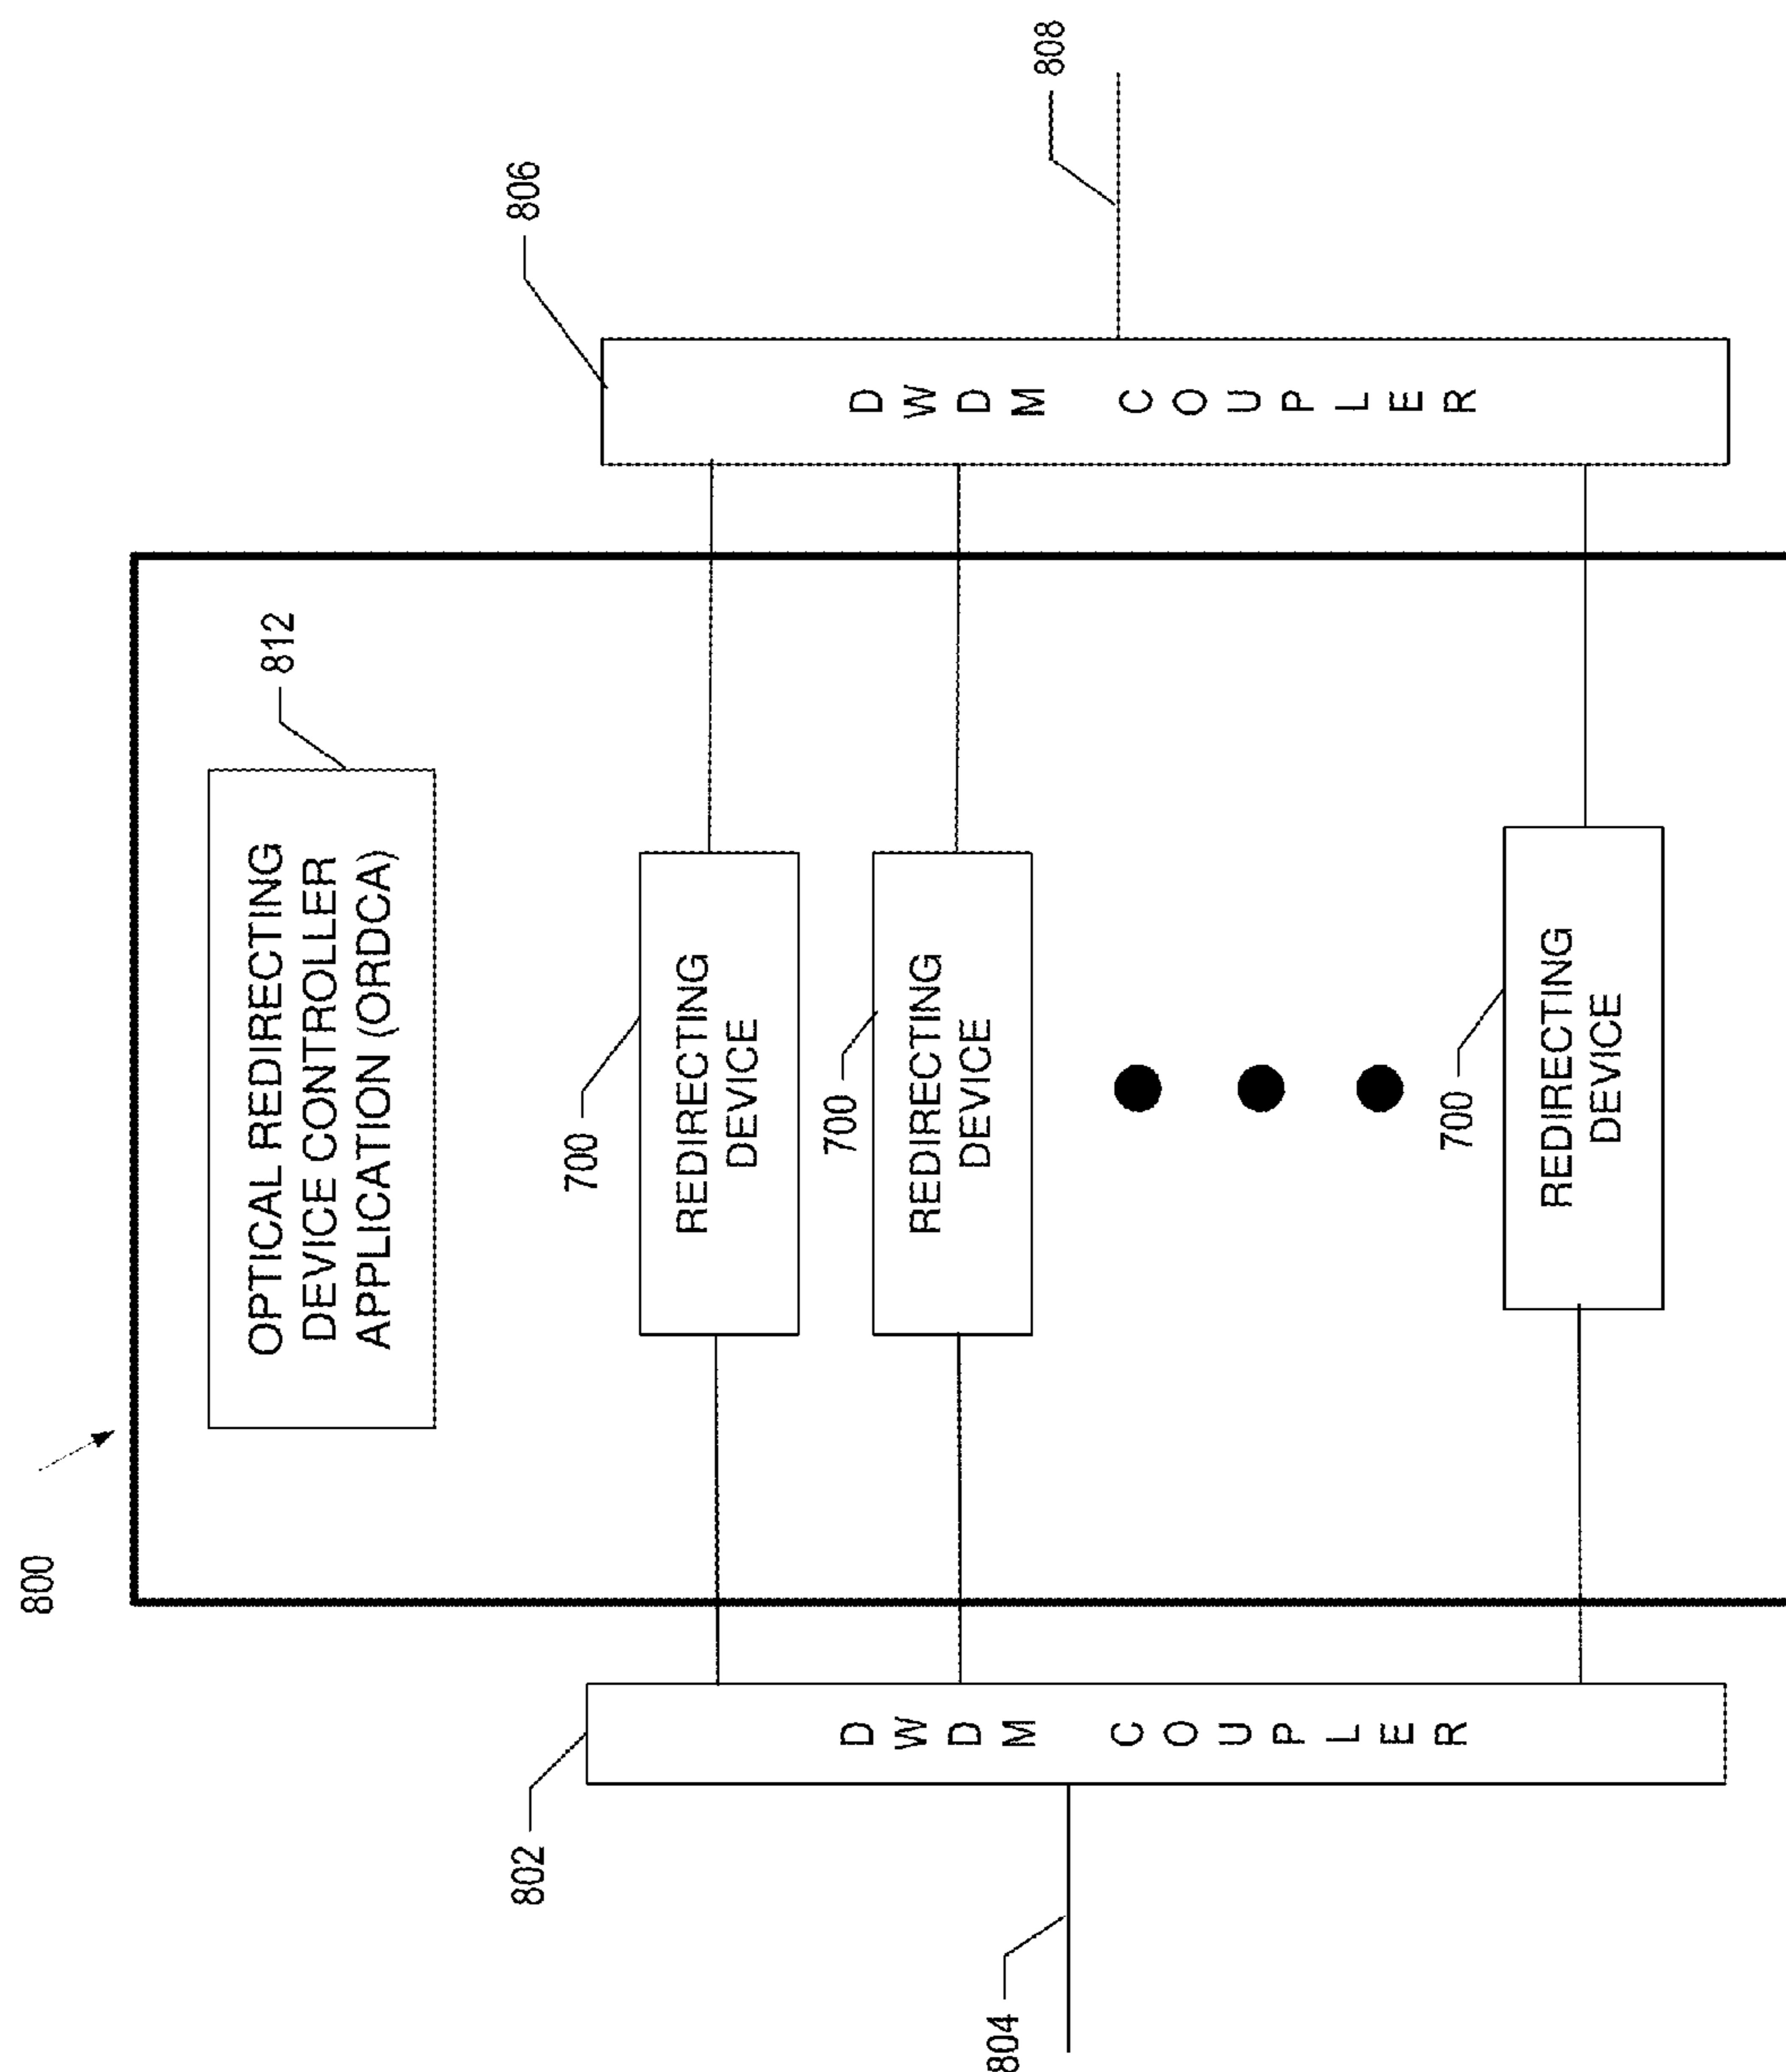 800
OPTICAL REDIRECTING
DEVICE CONTROLLER
APPLICATION (ORDCA)
812
802
806
700
REDIRECTING
DEVICE
700
REDIRECTING
DEVICE
700
REDIRECTING
DEVICE
DWDM COUPLER
DWDM COUPLER
804
808